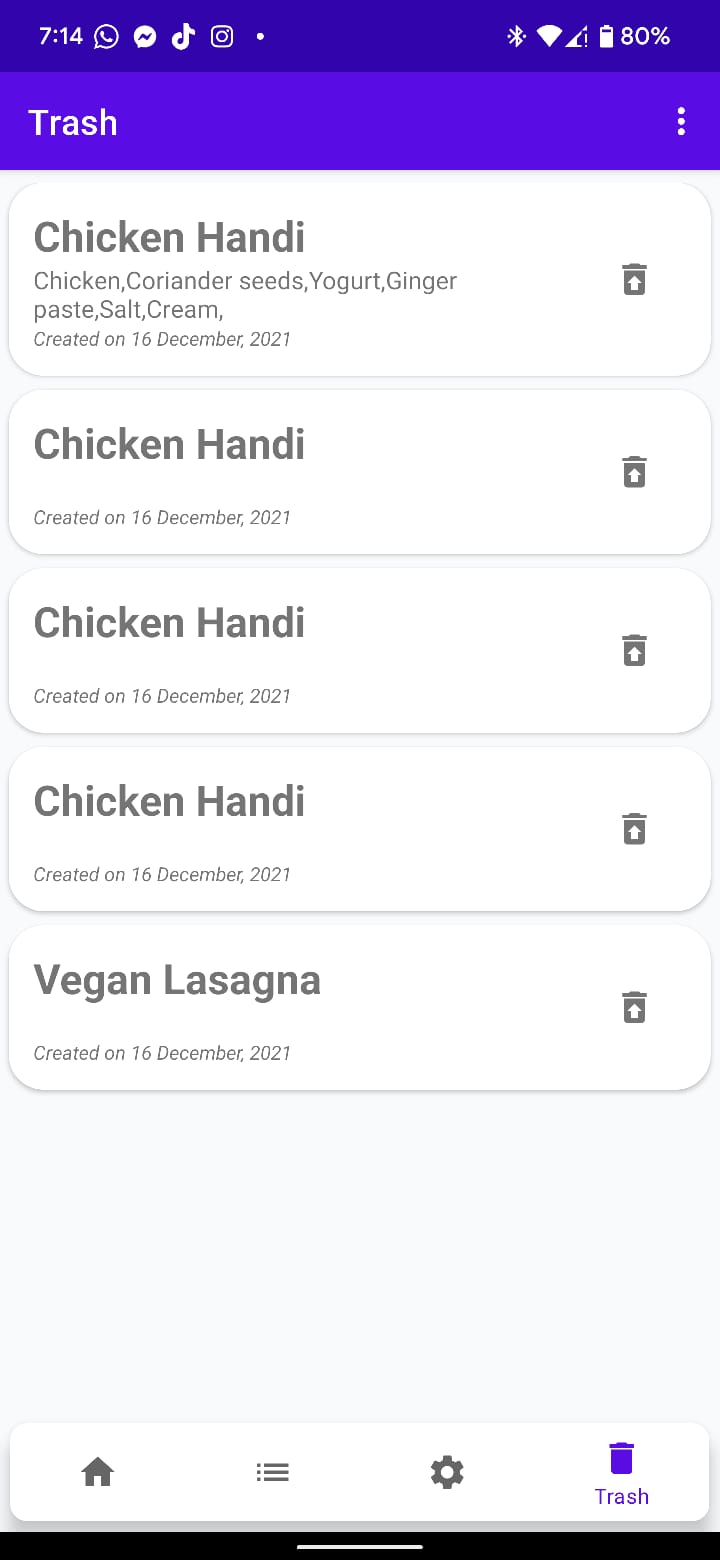 7:14 80%
Trash
Chicken Handi
Chicken,Coriander seeds,Yogurt,Ginger
paste,Salt,Cream,
Created on 16 December, 2021
Chicken Handi
Created on 16 December, 2021
Chicken Handi
Created on 16 December, 2021
Chicken Handi
Created on 16 December, 2021
Vegan Lasagna
Created on 16 December, 2021
Trash